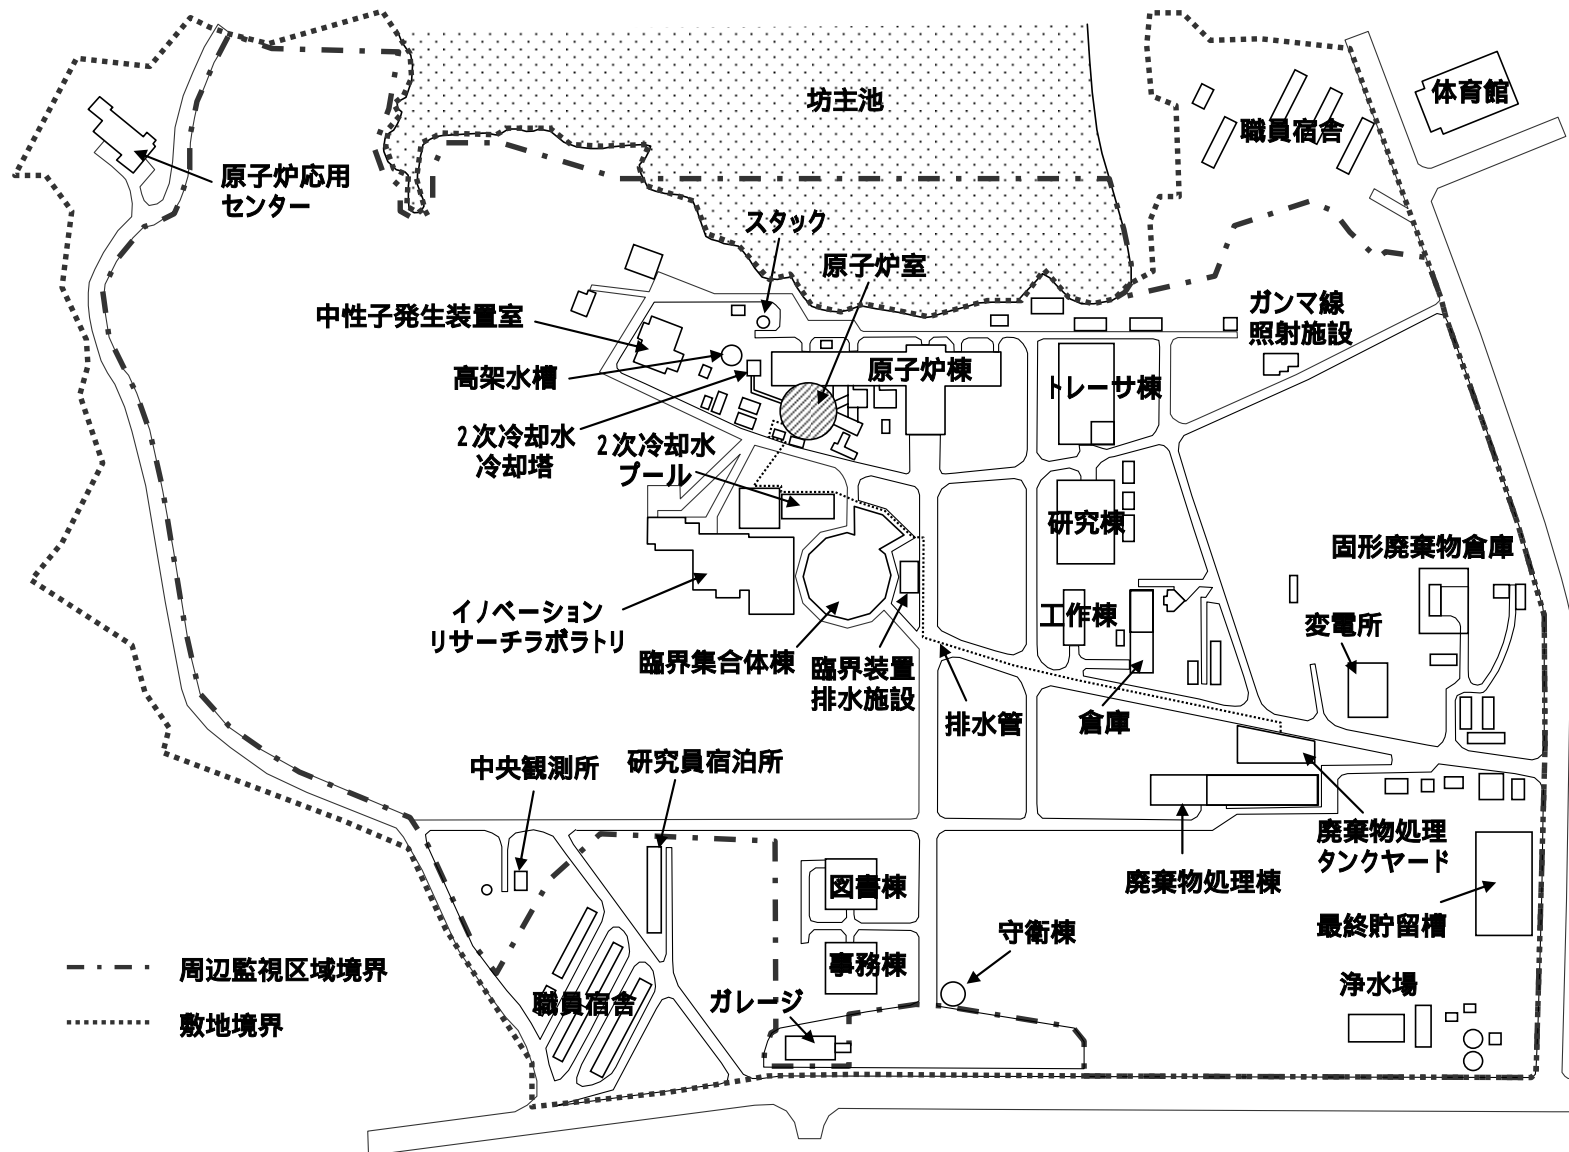 坊主池
体育館
職員宿舎
原子炉応用
センター
スタック
原子炉室
中性子発生装置室
ガンマ線
照射施設
高架水槽
原子炉棟
トレーサ棟
2次冷却水
冷却塔
2次冷却水
プール
研究棟
固形廃棄物倉庫
イノベーション
リサーチラボラトリ
工作棟
変電所
臨界集合体棟
臨界装置
排水施設
排水管
倉庫
中央観測所
研究員宿泊所
廃棄物処理
タンクヤード
廃棄物処理棟
図書棟
最終貯留槽
守衛棟
事務棟
周辺監視区域境界
浄水場
職員宿舎
ガレージ
敷地境界